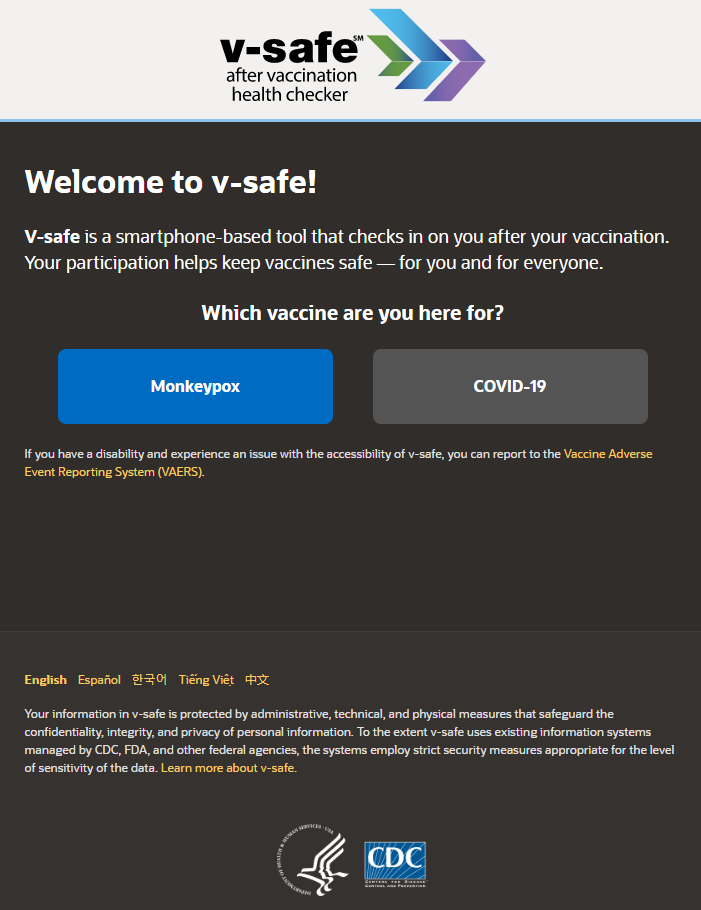 v-safe℠
after vaccination
health checker
Welcome to v-safe!
V-safe is a smartphone-based tool that checks in on you after your vaccination.
Your participation helps keep vaccines safe — for you and for everyone.
Which vaccine are you here for?
Monkeypox COVID-19
If you have a disability and experience an issue with the accessibility of v-safe, you can report to the Vaccine Adverse
Event Reporting System (VAERS).
English Español 한국어 Tiếng Việt 中文
Your information in v-safe is protected by administrative, technical, and physical measures that safeguard the
confidentiality, integrity, and privacy of personal information. To the extent v-safe uses existing information systems
managed by CDC, FDA, and other federal agencies, the systems employ strict security measures appropriate for the level
of sensitivity of the data. Learn more about v-safe.
DEPARTMENT OF HEALTH & HUMAN SERVICES · USA
CDC
CENTERS FOR DISEASE
CONTROL AND PREVENTION